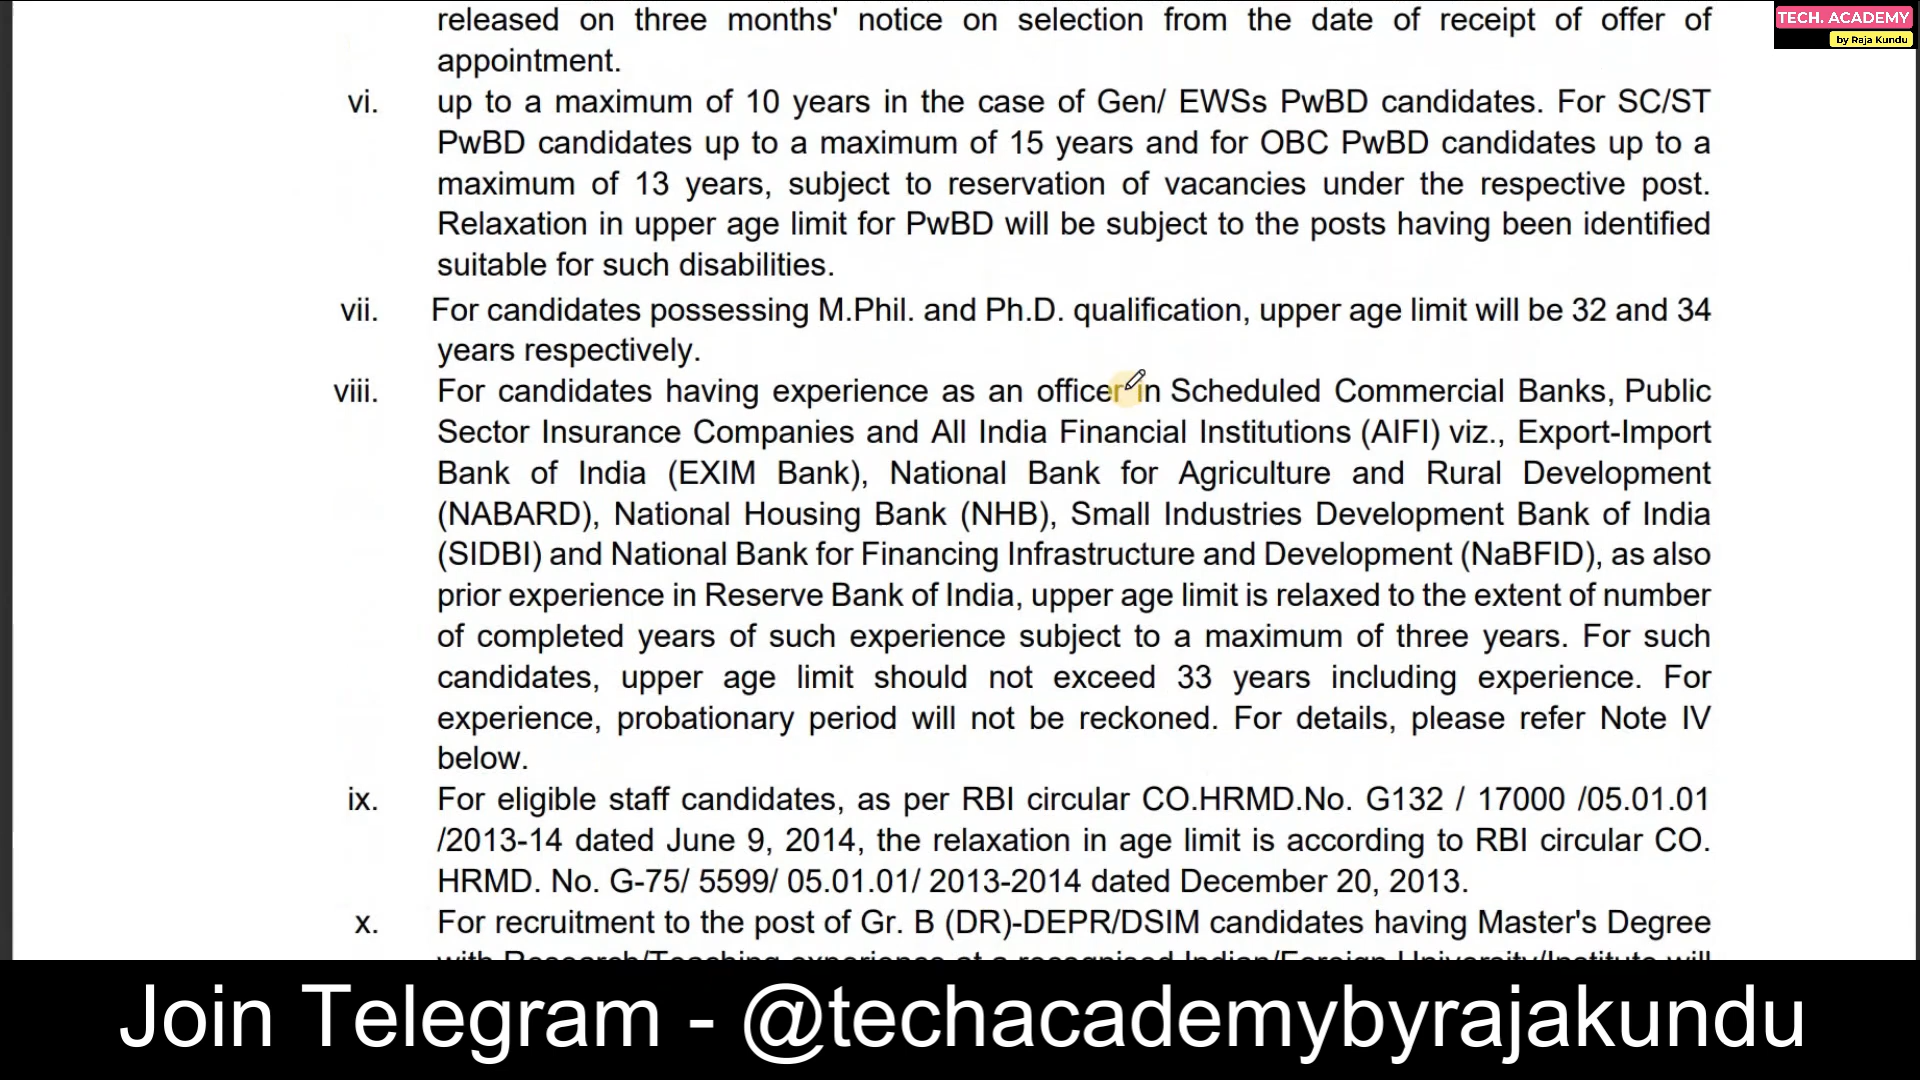 released on three months' notice on selection from the date of receipt of offer of
appointment.
TECH. ACADEMY
by Raja Kundu
vi. up to a maximum of 10 years in the case of Gen/ EWSs PwBD candidates. For SC/ST
PwBD candidates up to a maximum of 15 years and for OBC PwBD candidates up to a
maximum of 13 years, subject to reservation of vacancies under the respective post.
Relaxation in upper age limit for PwBD will be subject to the posts having been identified
suitable for such disabilities.
vii. For candidates possessing M.Phil. and Ph.D. qualification, upper age limit will be 32 and 34
years respectively.
viii. For candidates having experience as an officer in Scheduled Commercial Banks, Public
Sector Insurance Companies and All India Financial Institutions (AIFI) viz., Export-Import
Bank of India (EXIM Bank), National Bank for Agriculture and Rural Development
(NABARD), National Housing Bank (NHB), Small Industries Development Bank of India
(SIDBI) and National Bank for Financing Infrastructure and Development (NaBFID), as also
prior experience in Reserve Bank of India, upper age limit is relaxed to the extent of number
of completed years of such experience subject to a maximum of three years. For such
candidates, upper age limit should not exceed 33 years including experience. For
experience, probationary period will not be reckoned. For details, please refer Note IV
below.
ix. For eligible staff candidates, as per RBI circular CO.HRMD.No. G132 / 17000 /05.01.01
/2013-14 dated June 9, 2014, the relaxation in age limit is according to RBI circular CO.
HRMD. No. G-75/ 5599/ 05.01.01/ 2013-2014 dated December 20, 2013.
x. For recruitment to the post of Gr. B (DR)-DEPR/DSIM candidates having Master's Degree
with Research/Teaching experience at a recognised Indian/Foreign University/Institute will
Join Telegram - @techacademybyrajakundu